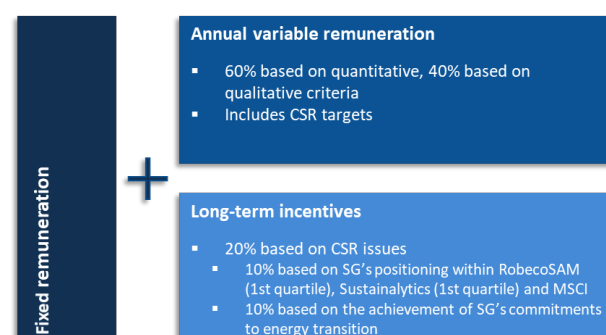 Fixed remuneration
+
Annual variable remuneration
▪ 60% based on quantitative, 40% based on
qualitative criteria
▪ Includes CSR targets
Long-term incentives
▪ 20% based on CSR issues
▪ 10% based on SG's positioning within RobecoSAM
(1st quartile), Sustainalytics (1st quartile) and MSCI
▪ 10% based on the achievement of SG's commitments
to energy transition